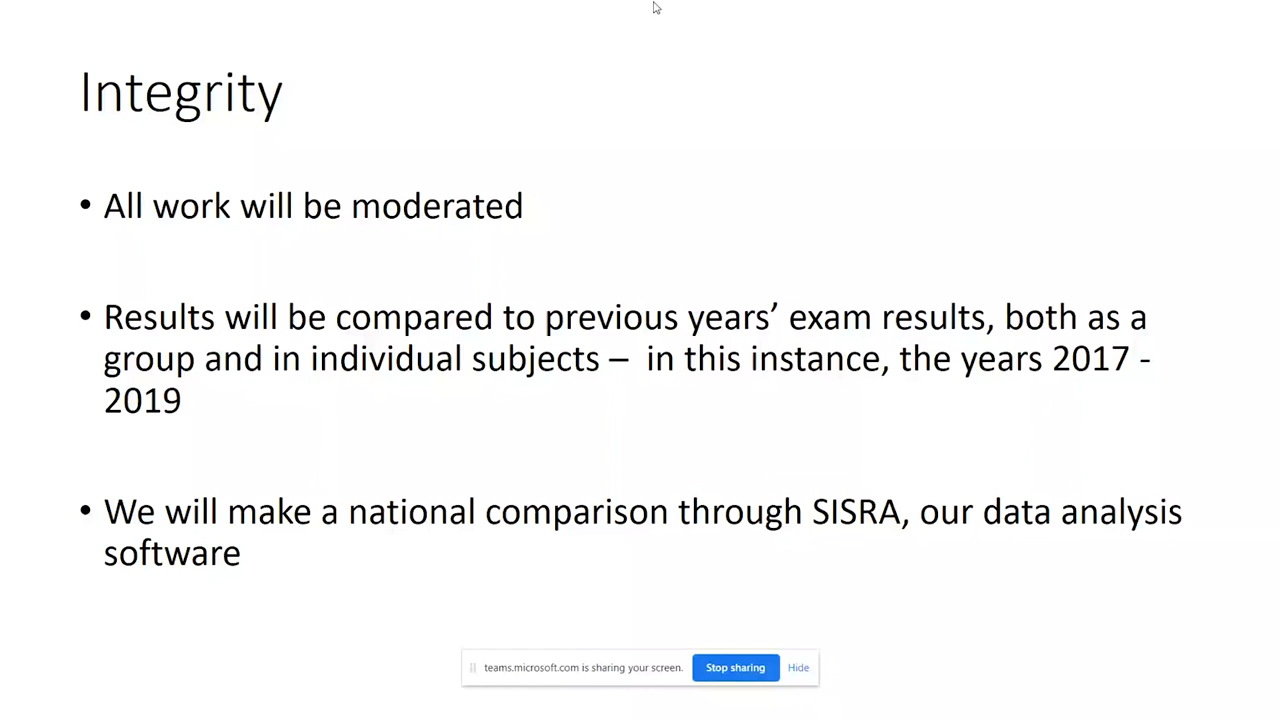 Integrity
• All work will be moderated
• Results will be compared to previous years’ exam results, both as a
group and in individual subjects – in this instance, the years 2017 -
2019
• We will make a national comparison through SISRA, our data analysis
software
teams.microsoft.com is sharing your screen. Stop sharing Hide